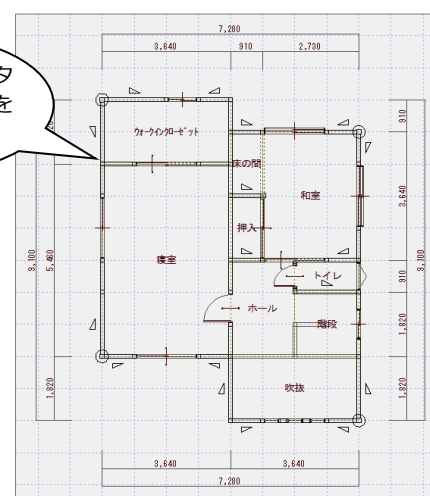 7,280
3,640 910 2,730
タ
を
ウォークインクローゼット
床の間
和室
押入
寝室
トイレ
ホール
階段
吹抜
910
3,640
910
1,820
1,820
9,100
9,100
5,460
1,820
3,640 3,640
7,280